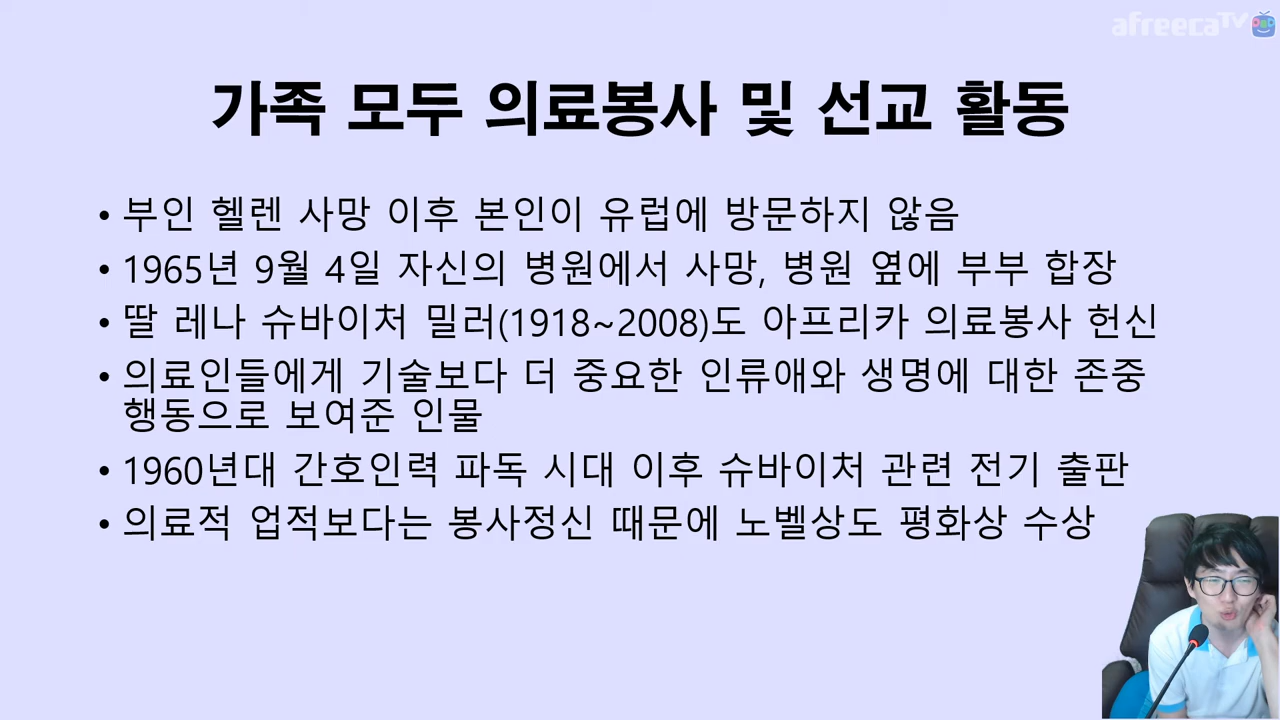 afreecaTV
가족 모두 의료봉사 및 선교 활동
• 부인 헬렌 사망 이후 본인이 유럽에 방문하지 않음
• 1965년 9월 4일 자신의 병원에서 사망, 병원 옆에 부부 합장
• 딸 레나 슈바이처 밀러(1918~2008)도 아프리카 의료봉사 헌신
• 의료인들에게 기술보다 더 중요한 인류애와 생명에 대한 존중
행동으로 보여준 인물
• 1960년대 간호인력 파독 시대 이후 슈바이처 관련 전기 출판
• 의료적 업적보다는 봉사정신 때문에 노벨상도 평화상 수상